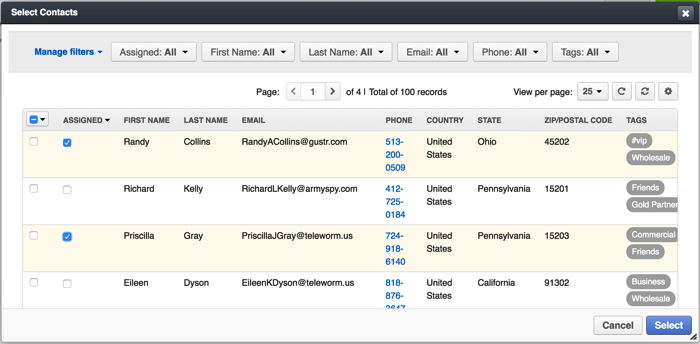 Select Contacts
Manage filters
Assigned: All
First Name: All
Last Name: All
Email: All
Phone: All
Tags: All
Page: 1 of 4 | Total of 100 records
View per page: 25
ASSIGNED FIRST NAME LAST NAME EMAIL PHONE COUNTRY STATE ZIP/POSTAL CODE TAGS
Randy Collins RandyACollins@gustr.com 513- United Ohio 45202 #vip
200- States Wholesale
0509
Richard Kelly RichardLKelly@armyspy.com 412- United Pennsylvania 15201 Friends
725- States Gold Partner
0184
Priscilla Gray PriscillaJGray@teleworm.us 724- United Pennsylvania 15203 Commercial
918- States Friends
6140
Eileen Dyson EileenKDyson@teleworm.us 818- United California 91302 Business
876- States Wholesale
Cancel
Select